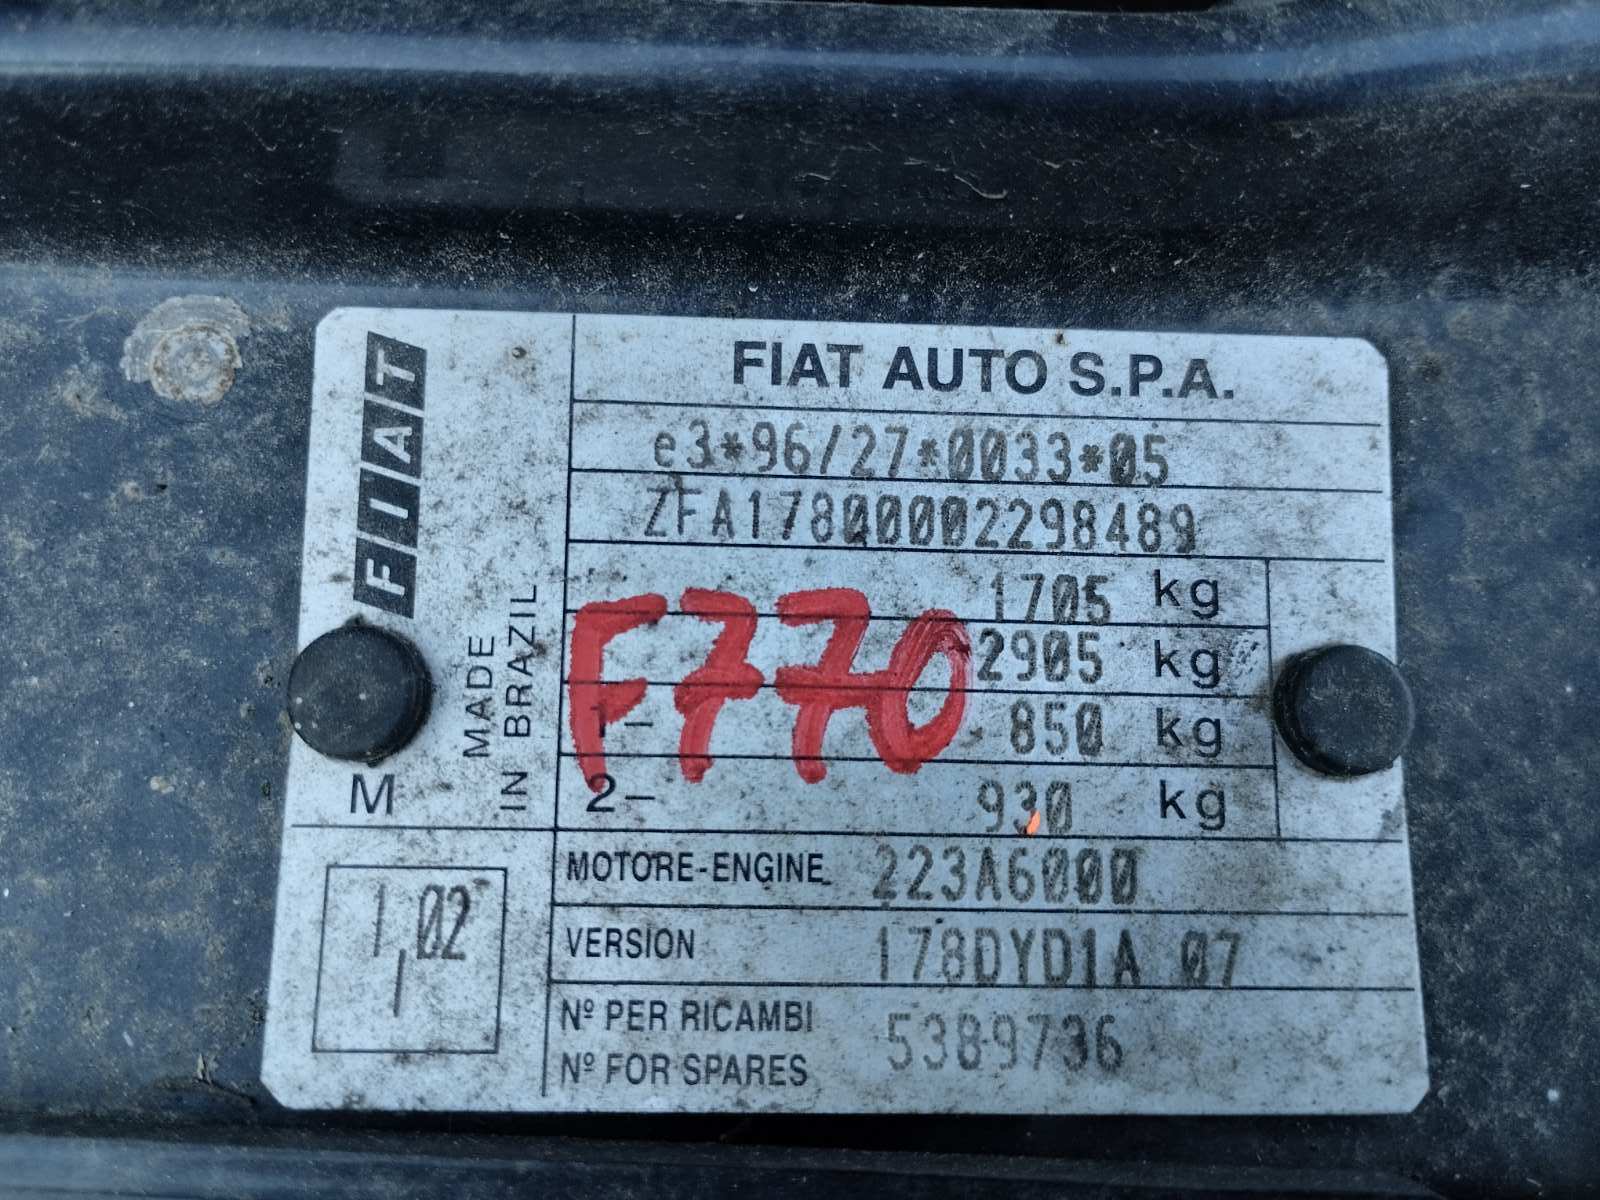 FIAT
MADE
IN BRAZIL
M
1,02
1
FIAT AUTO S.P.A.
e3*96/27*0033*05
ZFA17800002298489
1705 kg
2905 kg
1- 850 kg
2- 930 kg
F770
MOTORE-ENGINE 223A6000
VERSION 178DYD1A 07
Nº PER RICAMBI
Nº FOR SPARES
5389736